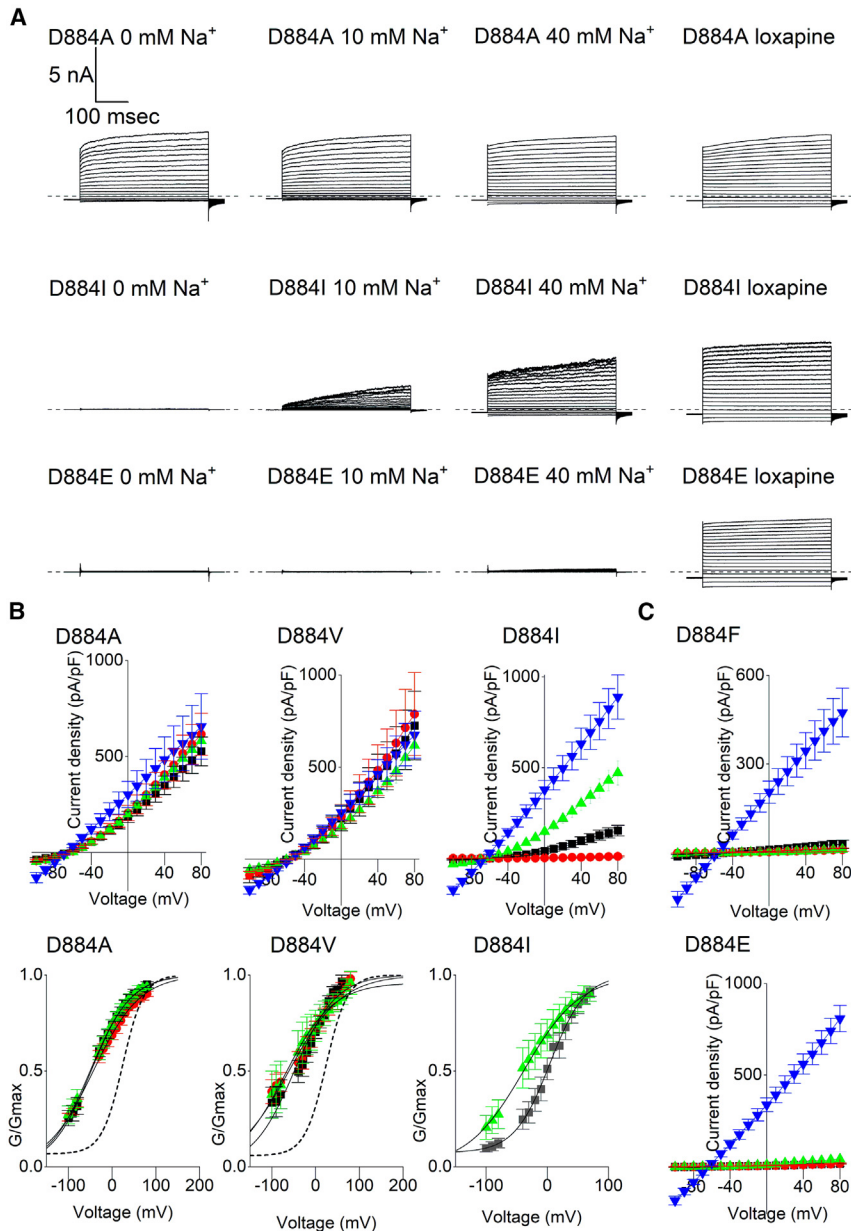 A
D884A 0 mM Na⁺ D884A 10 mM Na⁺ D884A 40 mM Na⁺ D884A loxapine
5 nA
100 msec
D884I 0 mM Na⁺ D884I 10 mM Na⁺ D884I 40 mM Na⁺ D884I loxapine
D884E 0 mM Na⁺ D884E 10 mM Na⁺ D884E 40 mM Na⁺ D884E loxapine
B
C
D884A D884V D884I D884F
Current density (pA/pF)
1000
500
-80 -40 40 80
Voltage (mV)
Current density (pA/pF)
1000
500
-80 40 80
Voltage (mV)
Current density (pA/pF)
1000
500
-80 -40 40 80
Voltage (mV)
Current density (pA/pF)
600
300
-80 -40 40 80
Voltage (mV)
D884A D884V D884I D884E
G/Gmax
1.0
0.5
0.0
-100 0 100 200
Voltage (mV)
G/Gmax
1.0
0.5
0.0
-100 0 100 200
Voltage (mV)
G/Gmax
1.0
0.5
0.0
-100 0 100
Voltage (mV)
Current density (pA/pF)
1000
500
-80 -40 40 80
Voltage (mV)